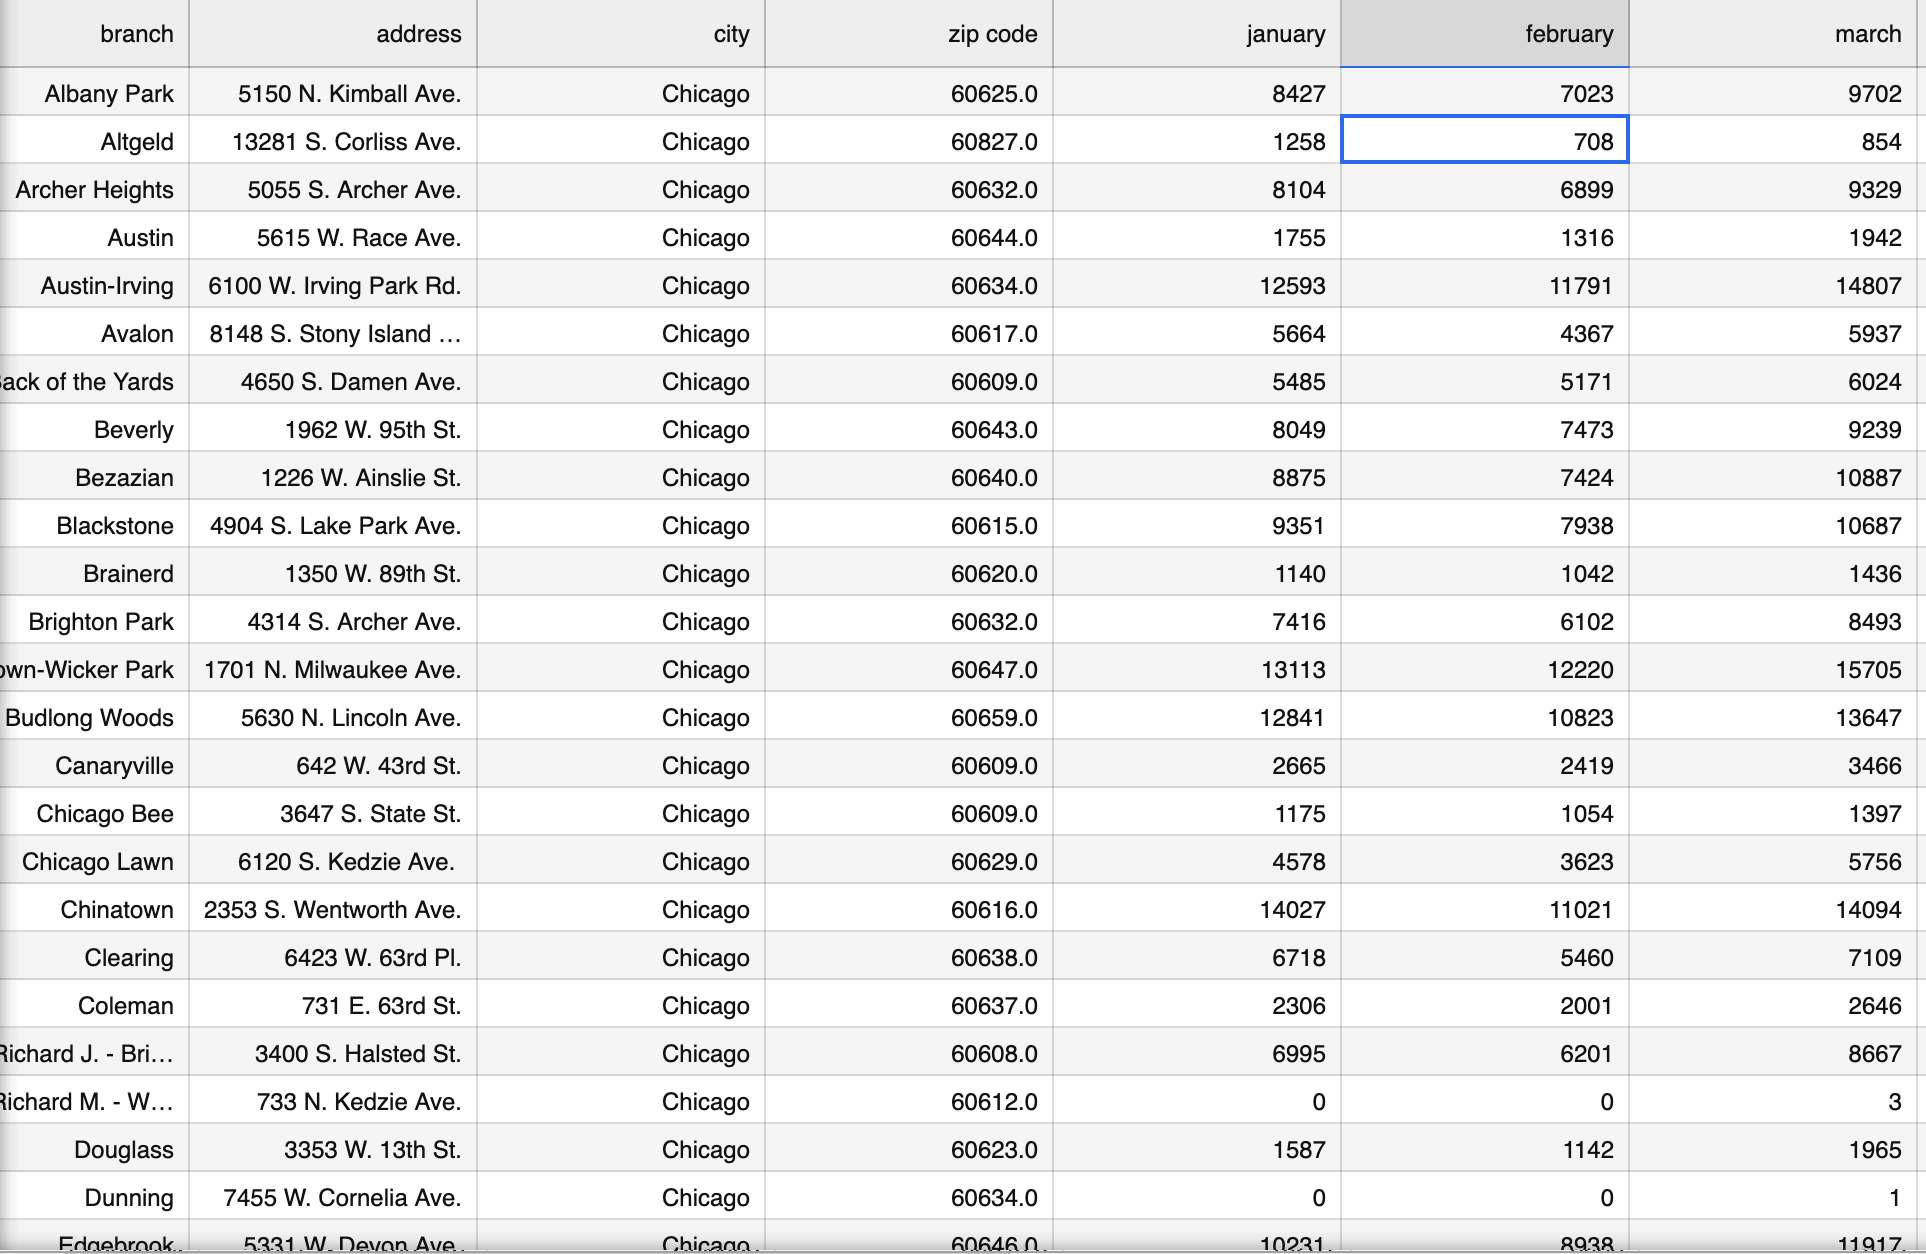 branch address city zip code january february march
Albany Park 5150 N. Kimball Ave. Chicago 60625.0 8427 7023 9702
Altgeld 13281 S. Corliss Ave. Chicago 60827.0 1258 708 854
Archer Heights 5055 S. Archer Ave. Chicago 60632.0 8104 6899 9329
Austin 5615 W. Race Ave. Chicago 60644.0 1755 1316 1942
Austin-Irving 6100 W. Irving Park Rd. Chicago 60634.0 12593 11791 14807
Avalon 8148 S. Stony Island … Chicago 60617.0 5664 4367 5937
ack of the Yards 4650 S. Damen Ave. Chicago 60609.0 5485 5171 6024
Beverly 1962 W. 95th St. Chicago 60643.0 8049 7473 9239
Bezazian 1226 W. Ainslie St. Chicago 60640.0 8875 7424 10887
Blackstone 4904 S. Lake Park Ave. Chicago 60615.0 9351 7938 10687
Brainerd 1350 W. 89th St. Chicago 60620.0 1140 1042 1436
Brighton Park 4314 S. Archer Ave. Chicago 60632.0 7416 6102 8493
own-Wicker Park 1701 N. Milwaukee Ave. Chicago 60647.0 13113 12220 15705
Budlong Woods 5630 N. Lincoln Ave. Chicago 60659.0 12841 10823 13647
Canaryville 642 W. 43rd St. Chicago 60609.0 2665 2419 3466
Chicago Bee 3647 S. State St. Chicago 60609.0 1175 1054 1397
Chicago Lawn 6120 S. Kedzie Ave. Chicago 60629.0 4578 3623 5756
Chinatown 2353 S. Wentworth Ave. Chicago 60616.0 14027 11021 14094
Clearing 6423 W. 63rd Pl. Chicago 60638.0 6718 5460 7109
Coleman 731 E. 63rd St. Chicago 60637.0 2306 2001 2646
Richard J. - Bri… 3400 S. Halsted St. Chicago 60608.0 6995 6201 8667
Richard M. - W… 733 N. Kedzie Ave. Chicago 60612.0 0 0 3
Douglass 3353 W. 13th St. Chicago 60623.0 1587 1142 1965
Dunning 7455 W. Cornelia Ave. Chicago 60634.0 0 0 1
Edgebrook 5331 W. Devon Ave. Chicago 60646.0 10231 8938 11917